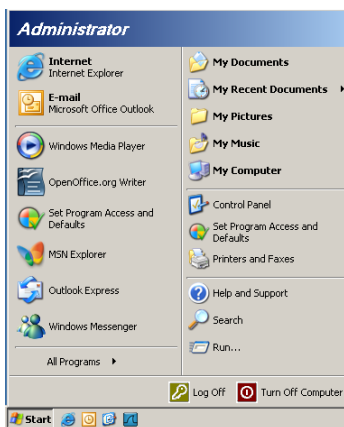 Administrator
Internet
Internet Explorer
E-mail
Microsoft Office Outlook
Windows Media Player
OpenOffice.org Writer
Set Program Access and
Defaults
MSN Explorer
Outlook Express
Windows Messenger
All Programs
My Documents
My Recent Documents
My Pictures
My Music
My Computer
Control Panel
Set Program Access and
Defaults
Printers and Faxes
Help and Support
Search
Run...
Log Off
Turn Off Computer
Start